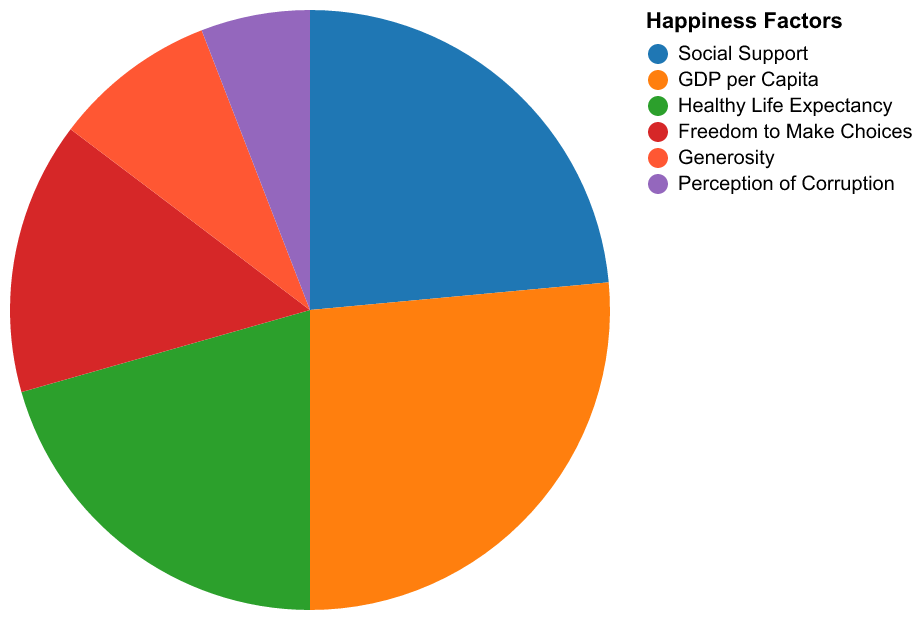 Happiness Factors
Social Support
GDP per Capita
Healthy Life Expectancy
Freedom to Make Choices
Generosity
Perception of Corruption